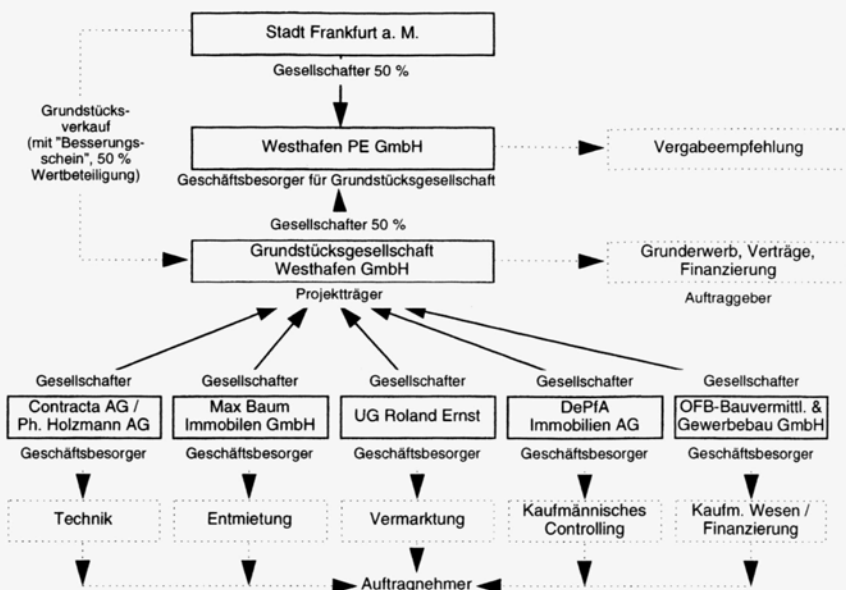 Stadt Frankfurt a. M.
Gesellschafter 50 %
Grundstücks-
verkauf
(mit "Besserungs-
schein", 50 %
Wertbeteiligung)
Westhafen PE GmbH
Vergabeempfehlung
Geschäftsbesorger für Grundstücksgesellschaft
Gesellschafter 50 %
Grundstücksgesellschaft
Westhafen GmbH
Grunderwerb, Verträge,
Finanzierung
Projektträger
Auftraggeber
Gesellschafter
Contracta AG /
Ph. Holzmann AG
Geschäftsbesorger
Technik
Gesellschafter
Max Baum
Immobilen GmbH
Geschäftsbesorger
Entmietung
Gesellschafter
UG Roland Ernst
Geschäftsbesorger
Vermarktung
Gesellschafter
DePfA
Immobilien AG
Geschäftsbesorger
Kaufmännisches
Controlling
Gesellschafter
OFB-Bauvermittl. &
Gewerbebau GmbH
Geschäftsbesorger
Kaufm. Wesen /
Finanzierung
Auftragnehmer